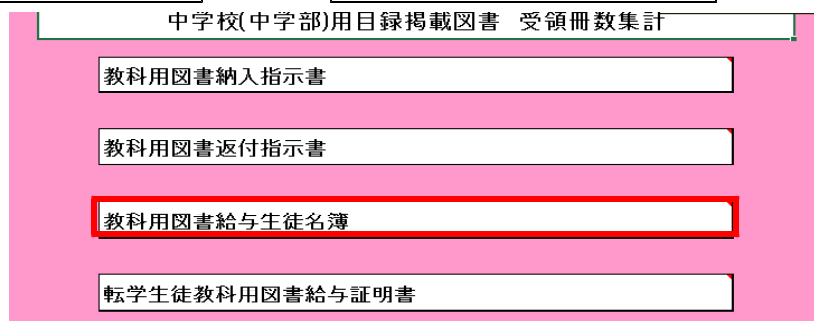 中学校(中学部)用目録掲載図書 受領冊数集計
教科用図書納入指示書
教科用図書返付指示書
教科用図書給与生徒名簿
転学生徒教科用図書給与証明書